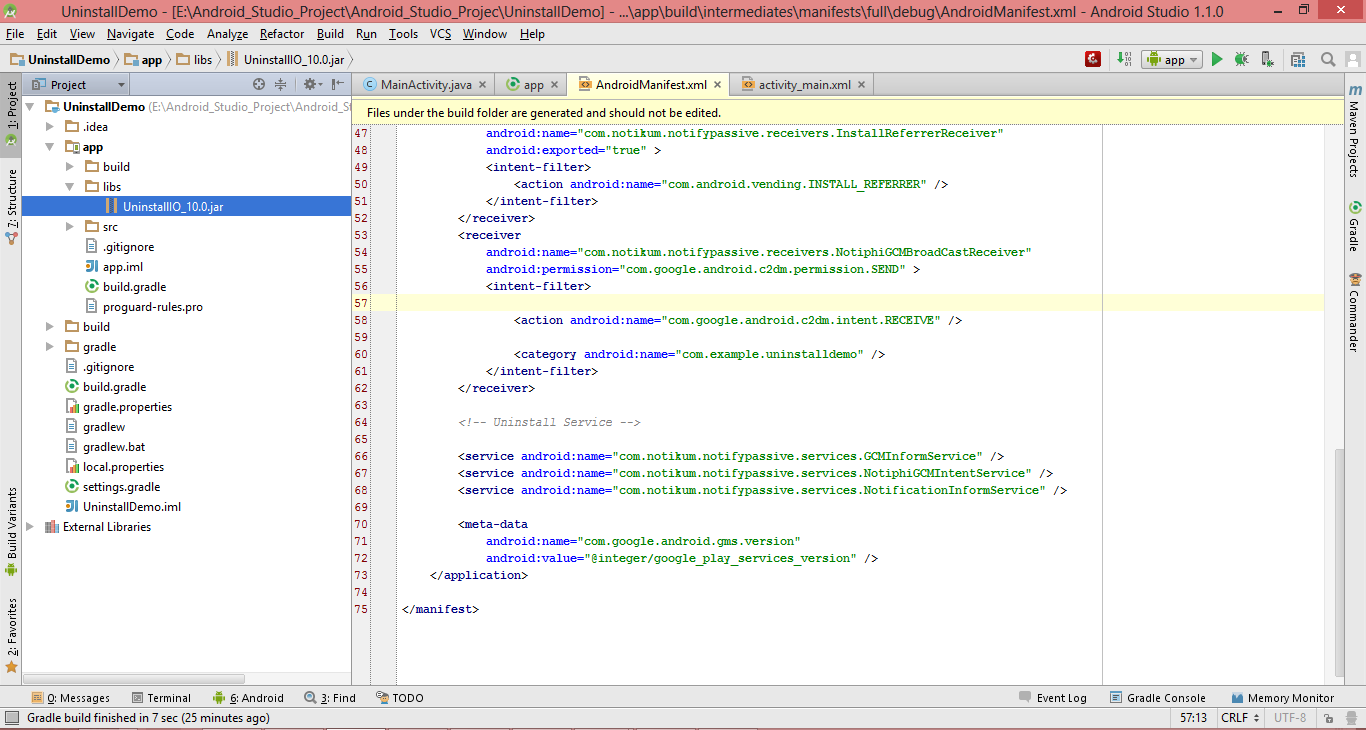 UninstallDemo - [E:\Android_Studio_Project\Android_Studio_Projec\UninstallDemo] - ...\app\build\intermediates\manifests\full\debug\AndroidManifest.xml - Android Studio 1.1.0
File Edit View Navigate Code Analyze Refactor Build Run Tools VCS Window Help
UninstallDemo app libs UninstallIO_10.0.jar
app
Project
MainActivity.java app AndroidManifest.xml activity_main.xml
Files under the build folder are generated and should not be edited.
1: Project
7: Structure
Build Variants
2: Favorites
UninstallDemo (E:\Android_Studio_Project\Android_St
.idea
app
build
libs
UninstallIO_10.0.jar
src
.gitignore
app.iml
build.gradle
proguard-rules.pro
build
gradle
.gitignore
build.gradle
gradle.properties
gradlew
gradlew.bat
local.properties
settings.gradle
UninstallDemo.iml
External Libraries
47 android:name="com.notikum.notifypassive.receivers.InstallReferrerReceiver"
48 android:exported="true" >
49 <intent-filter>
50 <action android:name="com.android.vending.INSTALL_REFERRER" />
51 </intent-filter>
52 </receiver>
53 <receiver
54 android:name="com.notikum.notifypassive.receivers.NotiphiGCMBroadCastReceiver"
55 android:permission="com.google.android.c2dm.permission.SEND" >
56 <intent-filter>
57
58 <action android:name="com.google.android.c2dm.intent.RECEIVE" />
59
60 <category android:name="com.example.uninstalldemo" />
61 </intent-filter>
62 </receiver>
63
64 <!-- Uninstall Service -->
65
66 <service android:name="com.notikum.notifypassive.services.GCMInformService" />
67 <service android:name="com.notikum.notifypassive.services.NotiphiGCMIntentService" />
68 <service android:name="com.notikum.notifypassive.services.NotificationInformService" />
69
70 <meta-data
71 android:name="com.google.android.gms.version"
72 android:value="@integer/google_play_services_version" />
73 </application>
74
75 </manifest>
m Maven Projects
Gradle
Commander
0: Messages Terminal 6: Android 3: Find TODO Event Log Gradle Console Memory Monitor
Gradle build finished in 7 sec (25 minutes ago) 57:13 CRLF UTF-8